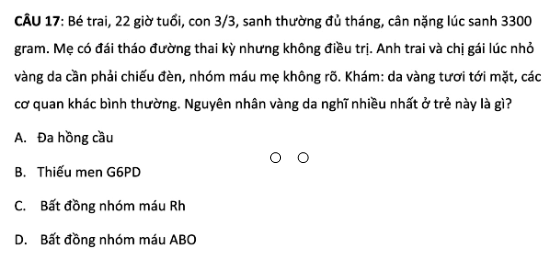 CÂU 17: Bé trai, 22 giờ tuổi, con 3/3, sanh thường đủ tháng, cân nặng lúc sanh 3300
gram. Mẹ có đái tháo đường thai kỳ nhưng không điều trị. Anh trai và chị gái lúc nhỏ
vàng da cần phải chiếu đèn, nhóm máu mẹ không rõ. Khám: da vàng tươi tới mặt, các
cơ quan khác bình thường. Nguyên nhân vàng da nghĩ nhiều nhất ở trẻ này là gì?
A. Đa hồng cầu
B. Thiếu men G6PD
C. Bất đồng nhóm máu Rh
D. Bất đồng nhóm máu ABO